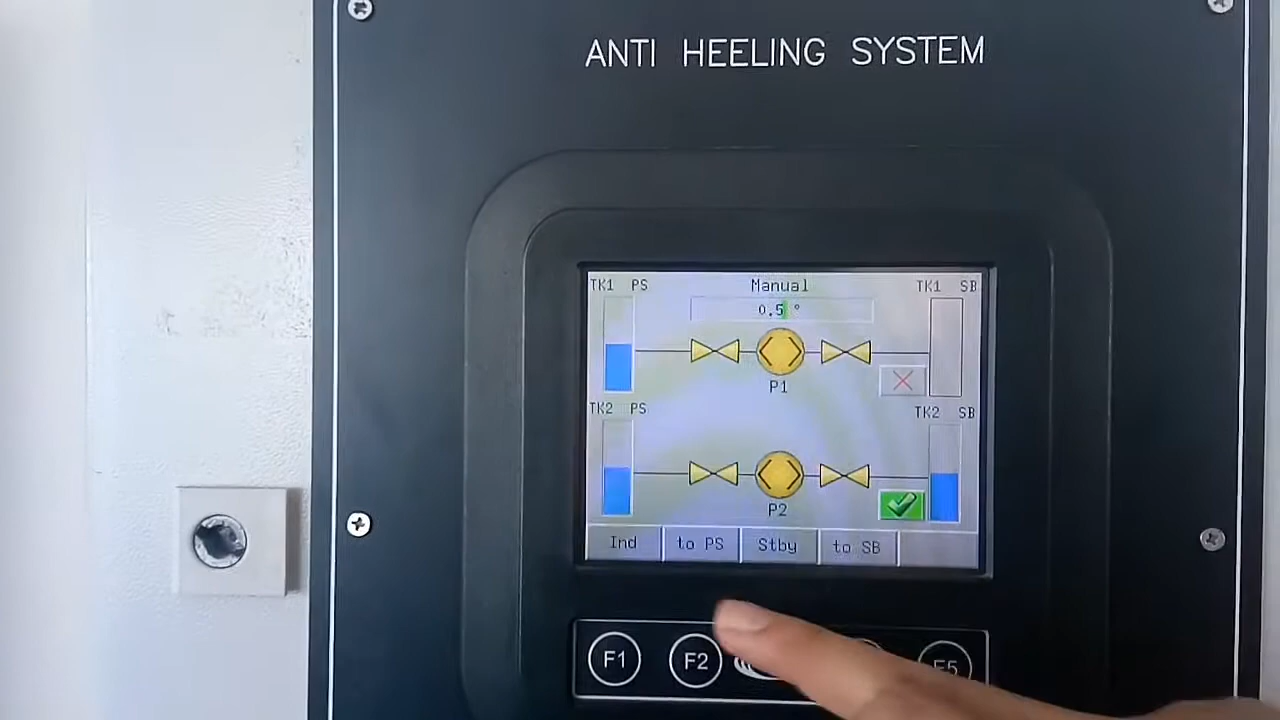 ANTI HEELING SYSTEM
TK1 PS Manual TK1 SB
0.5 °
P1
TK2 PS TK2 SB
P2
Ind to PS Stby to SB
F1 F2 F5